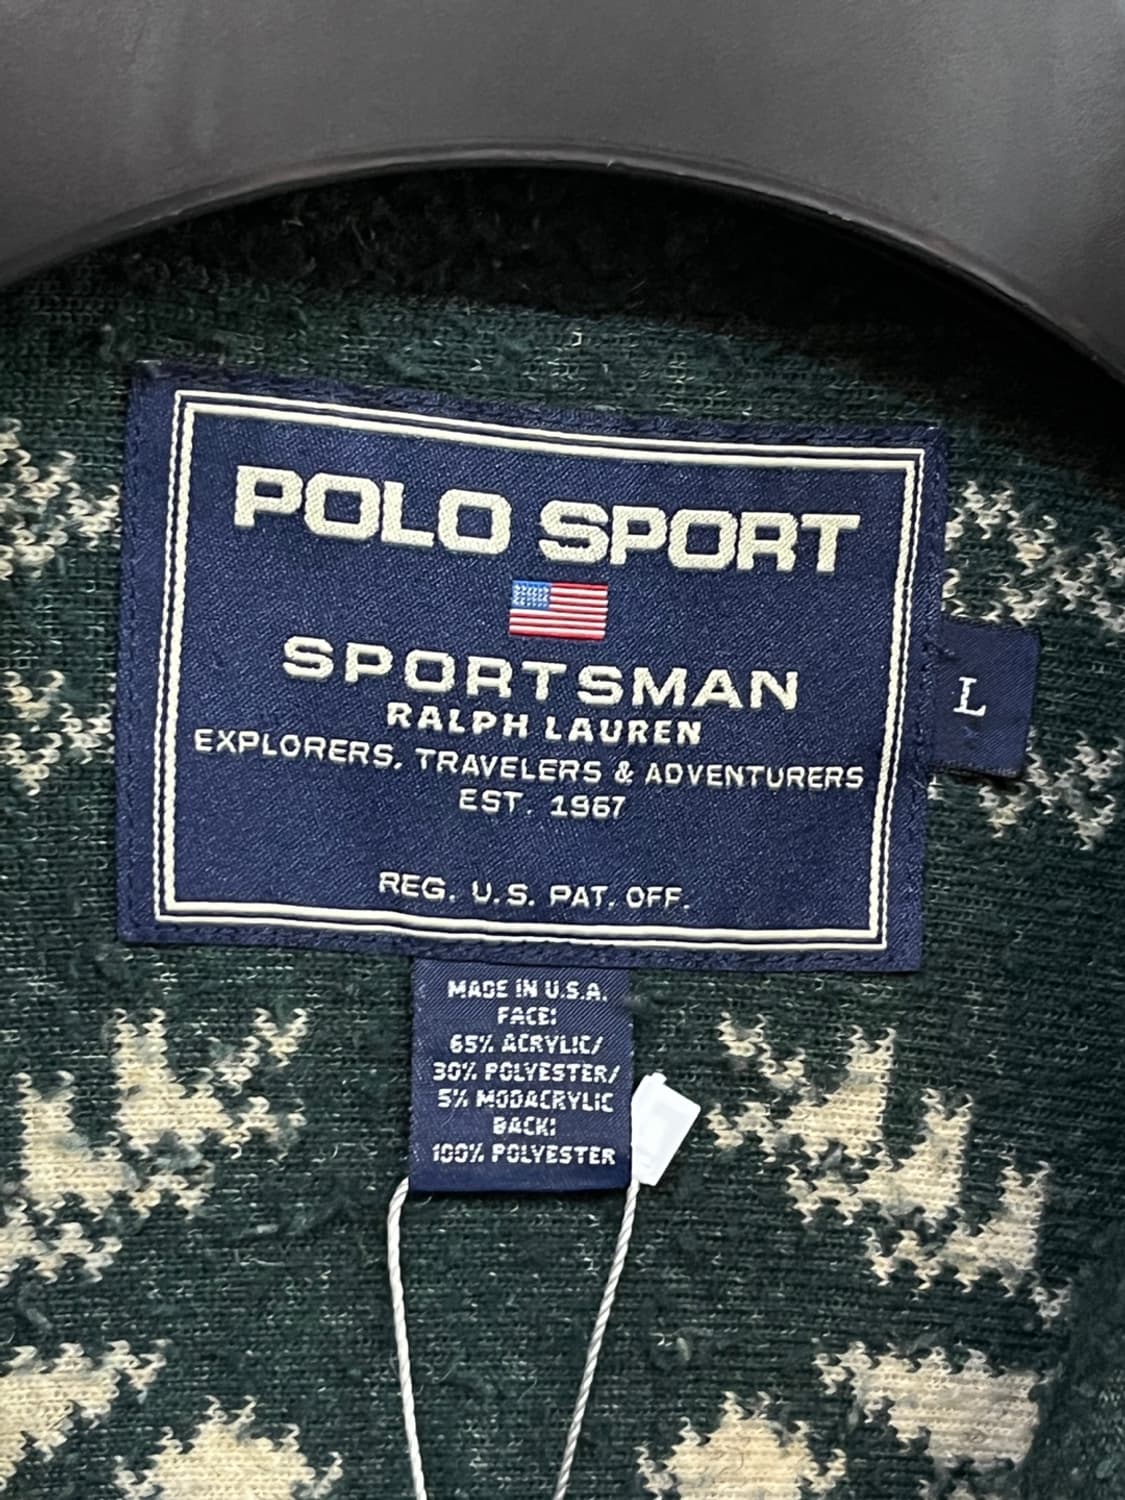 POLO SPORT
SPORTSMAN
RALPH LAUREN
EXPLORERS, TRAVELERS & ADVENTURERS
EST. 1967
REG. U.S. PAT. OFF.
L
MADE IN U.S.A.
FACE:
65% ACRYLIC/
30% POLYESTER/
5% MODACRYLIC
BACK:
100% POLYESTER